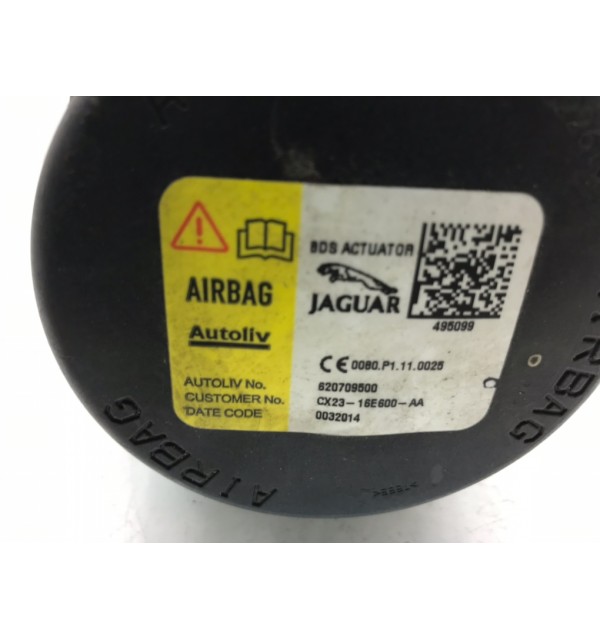 BDS ACTUATOR
AIRBAG
JAGUAR
495099
Autoliv
CE 0080.P1.11.0025
AUTOLIV No. 620709500
CUSTOMER No. CX23-16E600-AA
DATE CODE 0032014
AIRBAG
AIRBAG